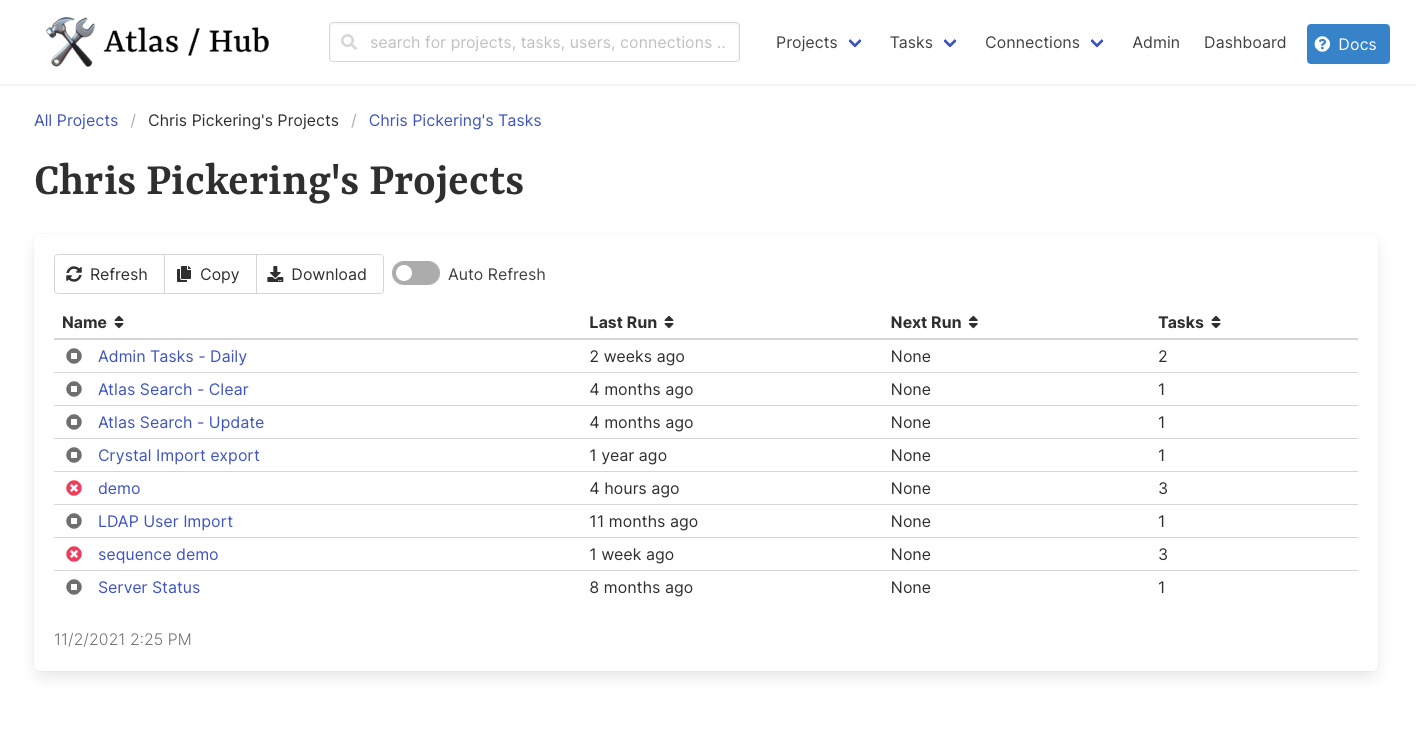 Atlas / Hub
search for projects, tasks, users, connections ..
Projects Tasks Connections Admin Dashboard Docs
All Projects / Chris Pickering's Projects / Chris Pickering's Tasks
Chris Pickering's Projects
Refresh Copy Download Auto Refresh
Name Last Run Next Run Tasks
Admin Tasks - Daily 2 weeks ago None 2
Atlas Search - Clear 4 months ago None 1
Atlas Search - Update 4 months ago None 1
Crystal Import export 1 year ago None 1
demo 4 hours ago None 3
LDAP User Import 11 months ago None 1
sequence demo 1 week ago None 3
Server Status 8 months ago None 1
11/2/2021 2:25 PM